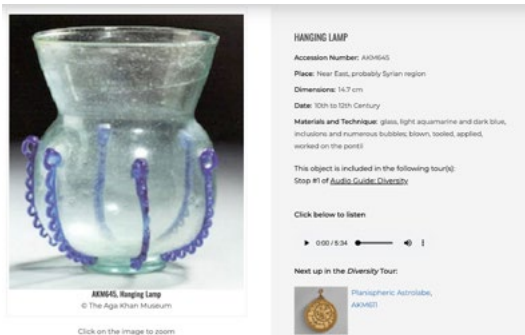 AKM645, Hanging Lamp
© The Aga Khan Museum
Click on the image to zoom
HANGING LAMP
Accession Number: AKM645
Place: Near East, probably Syrian region
Dimensions: 14.7 cm
Date: 10th to 12th Century
Materials and Technique: glass, light aquamarine and dark blue,
inclusions and numerous bubbles; blown, tooled, applied,
worked on the pontil
This object is included in the following tour(s):
Stop #1 of Audio Guide: Diversity
Click below to listen
0:00 / 5:34
Next up in the Diversity Tour:
Planispheric Astrolabe,
AKM611